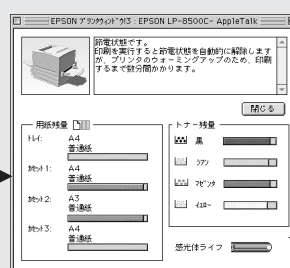 EPSON プリンタウィンドウ!3 : EPSON LP-8500C- AppleTalk
節電状態です。
印刷を実行すると節電状態を自動的に解除します
が、プリンタのウォーミングアップのため、印刷
するまで数分間かかります。
閉じる
用紙残量
トレイ: A4
普通紙
カセット1: A4
普通紙
カセット2: A3
普通紙
カセット3: A4
普通紙
トナー残量
黒
シアン
マゼンタ
イエロー
感光体ライフ